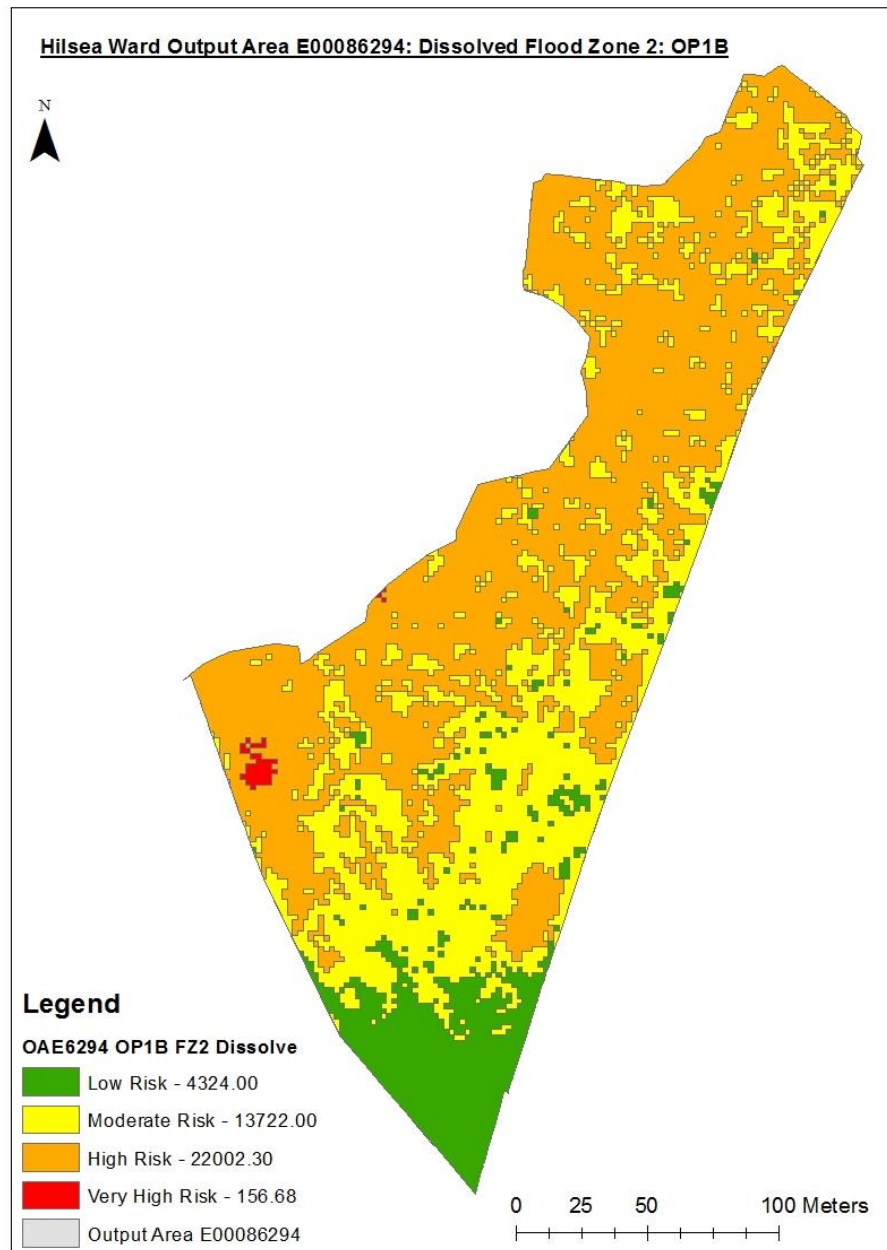 Hilsea Ward Output Area E00086294: Dissolved Flood Zone 2: OP1B
N
Legend
OAE6294 OP1B FZ2 Dissolve
Low Risk - 4324.00
Moderate Risk - 13722.00
High Risk - 22002.30
Very High Risk - 156.68
Output Area E00086294
0 25 50 100 Meters